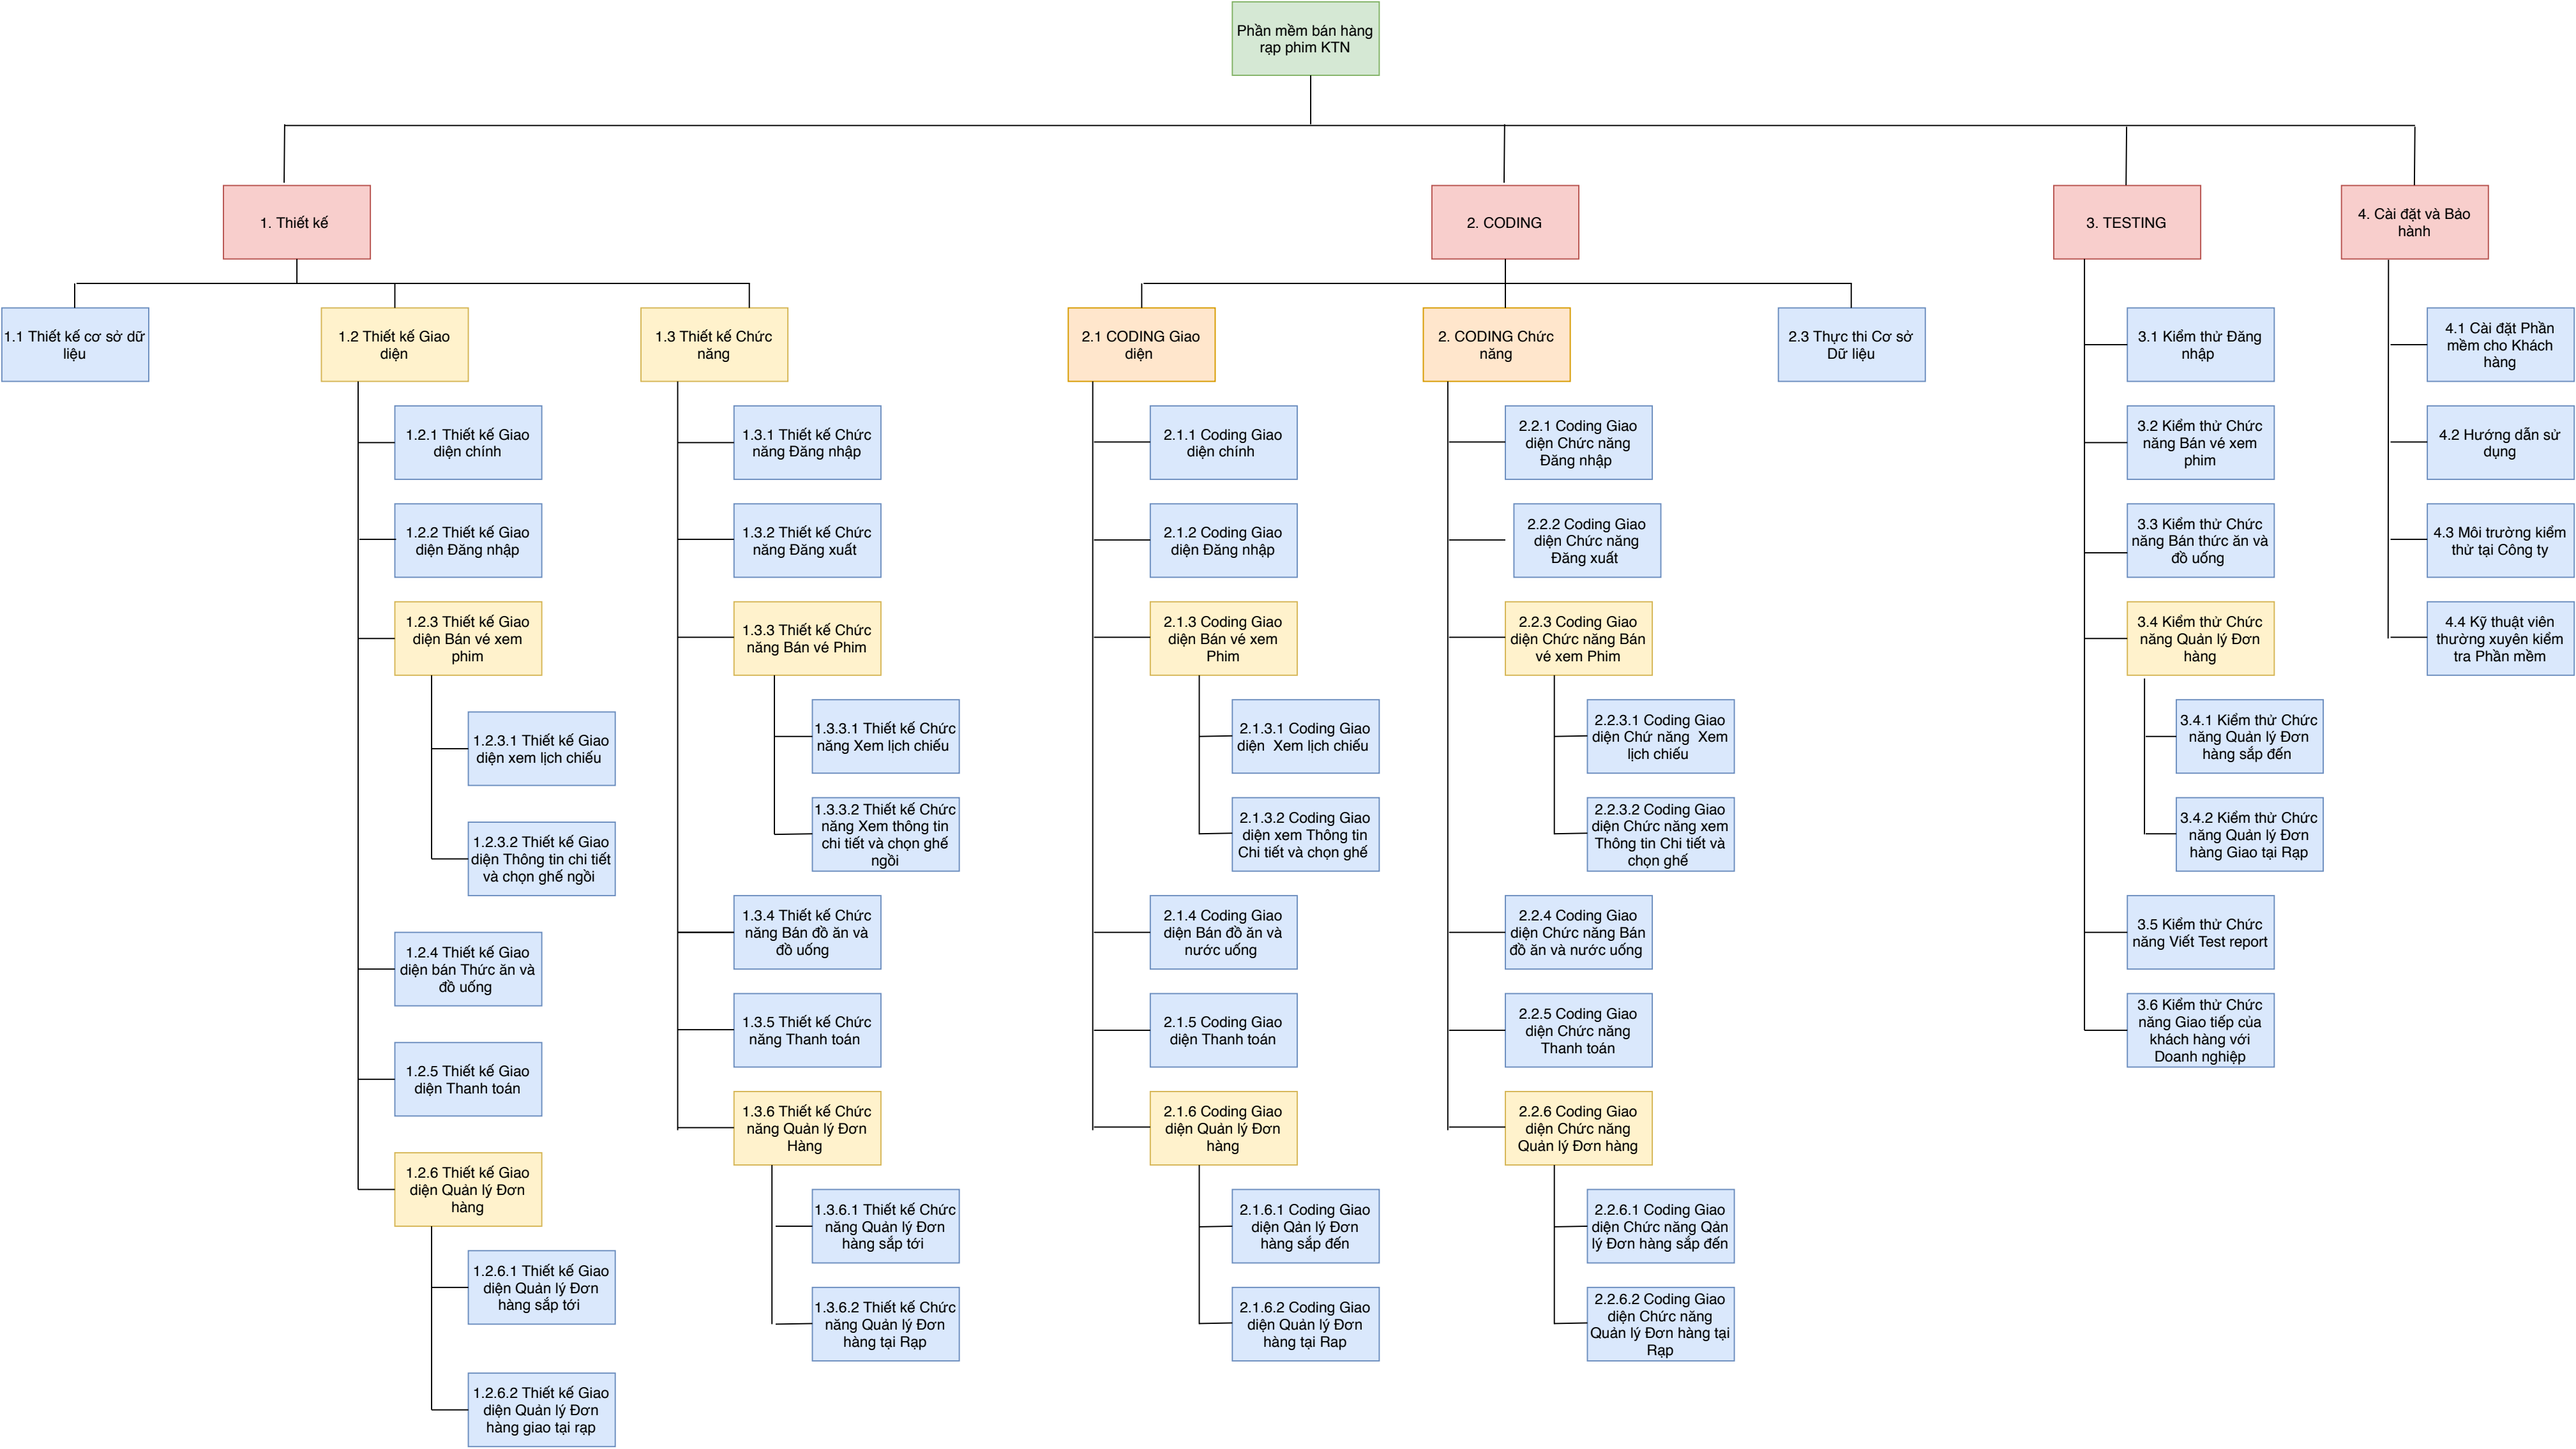 Phần mềm bán hàng
rạp phim KTN
1. Thiết kế
2. CODING
3. TESTING
4. Cài đặt và Bảo
hành
1.1 Thiết kế cơ sở dữ
liệu
1.2 Thiết kế Giao
diện
1.2.1 Thiết kế Giao
diện chính
1.2.2 Thiết kế Giao
diện Đăng nhập
1.2.3 Thiết kế Giao
diện Bán vé xem
phim
1.2.3.1 Thiết kế Giao
diện xem lịch chiếu
1.2.3.2 Thiết kế Giao
diện Thông tin chi tiết
và chọn ghế ngồi
1.2.4 Thiết kế Giao
diện bán Thức ăn và
đồ uống
1.2.5 Thiết kế Giao
diện Thanh toán
1.2.6 Thiết kế Giao
diện Quản lý Đơn
hàng
1.2.6.1 Thiết kế Giao
diện Quản lý Đơn
hàng sắp tới
1.2.6.2 Thiết kế Giao
diện Quản lý Đơn
hàng giao tại rạp
1.3 Thiết kế Chức
năng
1.3.1 Thiết kế Chức
năng Đăng nhập
1.3.2 Thiết kế Chức
năng Đăng xuất
1.3.3 Thiết kế Chức
năng Bán vé Phim
1.3.3.1 Thiết kế Chức
năng Xem lịch chiếu
1.3.3.2 Thiết kế Chức
năng Xem thông tin
chi tiết và chọn ghế
ngồi
1.3.4 Thiết kế Chức
năng Bán đồ ăn và
đồ uống
1.3.5 Thiết kế Chức
năng Thanh toán
1.3.6 Thiết kế Chức
năng Quản lý Đơn
Hàng
1.3.6.1 Thiết kế Chức
năng Quản lý Đơn
hàng sắp tới
1.3.6.2 Thiết kế Chức
năng Quản lý Đơn
hàng tại Rạp
2.1 CODING Giao
diện
2.1.1 Coding Giao
diện chính
2.1.2 Coding Giao
diện Đăng nhập
2.1.3 Coding Giao
diện Bán vé xem
Phim
2.1.3.1 Coding Giao
diện  Xem lịch chiếu
2.1.3.2 Coding Giao
diện xem Thông tin
Chi tiết và chọn ghế
2.1.4 Coding Giao
diện Bán đồ ăn và
nước uống
2.1.5 Coding Giao
diện Thanh toán
2.1.6 Coding Giao
diện Quản lý Đơn
hàng
2.1.6.1 Coding Giao
diện Qản lý Đơn
hàng sắp đến
2.1.6.2 Coding Giao
diện Quản lý Đơn
hàng tại Rap
2. CODING Chức
năng
2.2.1 Coding Giao
diện Chức năng
Đăng nhập
2.2.2 Coding Giao
diện Chức năng
Đăng xuất
2.2.3 Coding Giao
diện Chức năng Bán
vé xem Phim
2.2.3.1 Coding Giao
diện Chứ năng  Xem
lịch chiếu
2.2.3.2 Coding Giao
diện Chức năng xem
Thông tin Chi tiết và
chọn ghế
2.2.4 Coding Giao
diện Chức năng Bán
đồ ăn và nước uống
2.2.5 Coding Giao
diện Chức năng
Thanh toán
2.2.6 Coding Giao
diện Chức năng
Quản lý Đơn hàng
2.2.6.1 Coding Giao
diện Chức năng Qản
lý Đơn hàng sắp đến
2.2.6.2 Coding Giao
diện Chức năng
Quản lý Đơn hàng tại
Rạp
2.3 Thực thi Cơ sở
Dữ liệu
3.1 Kiểm thử Đăng
nhập
3.2 Kiểm thử Chức
năng Bán vé xem
phim
3.3 Kiểm thử Chức
năng Bán thức ăn và
đồ uống
3.4 Kiểm thử Chức
năng Quản lý Đơn
hàng
3.4.1 Kiểm thử Chức
năng Quản lý Đơn
hàng sắp đến
3.4.2 Kiểm thử Chức
năng Quản lý Đơn
hàng Giao tại Rạp
3.5 Kiểm thử Chức
năng Viết Test report
3.6 Kiểm thử Chức
năng Giao tiếp của
khách hàng với
Doanh nghiệp
4.1 Cài đặt Phần
mềm cho Khách
hàng
4.2 Hướng dẫn sử
dụng
4.3 Môi trường kiểm
thử tại Công ty
4.4 Kỹ thuật viên
thường xuyên kiểm
tra Phần mềm